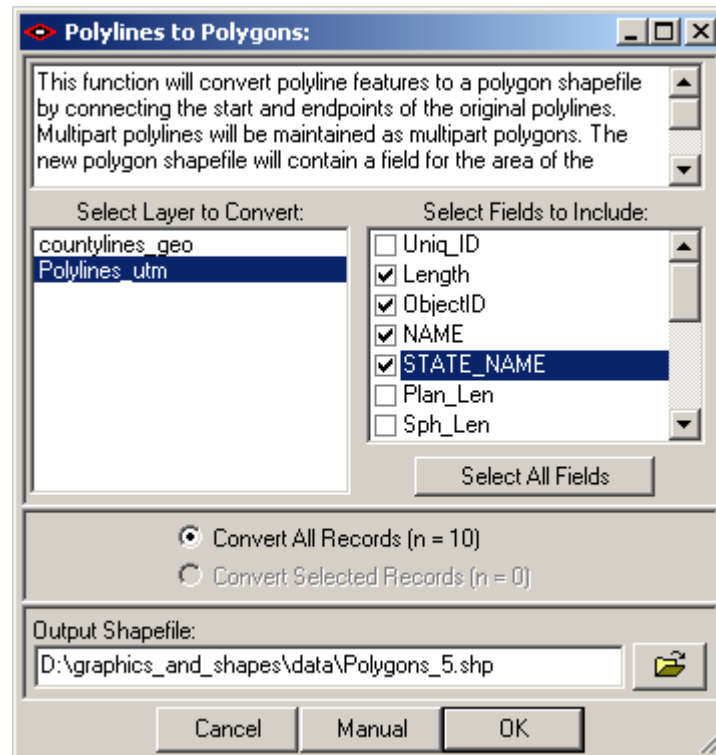 Polylines to Polygons:
This function will convert polyline features to a polygon shapefile
by connecting the start and endpoints of the original polylines.
Multipart polylines will be maintained as multipart polygons. The
new polygon shapefile will contain a field for the area of the
Select Layer to Convert:
countylines_geo
Polylines_utm
Select Fields to Include:
Uniq_ID
Length
ObjectID
NAME
STATE_NAME
Plan_Len
Sph_Len
Select All Fields
Convert All Records (n = 10)
Convert Selected Records (n = 0)
Output Shapefile:
D:\graphics_and_shapes\data\Polygons_5.shp
Cancel
Manual
OK